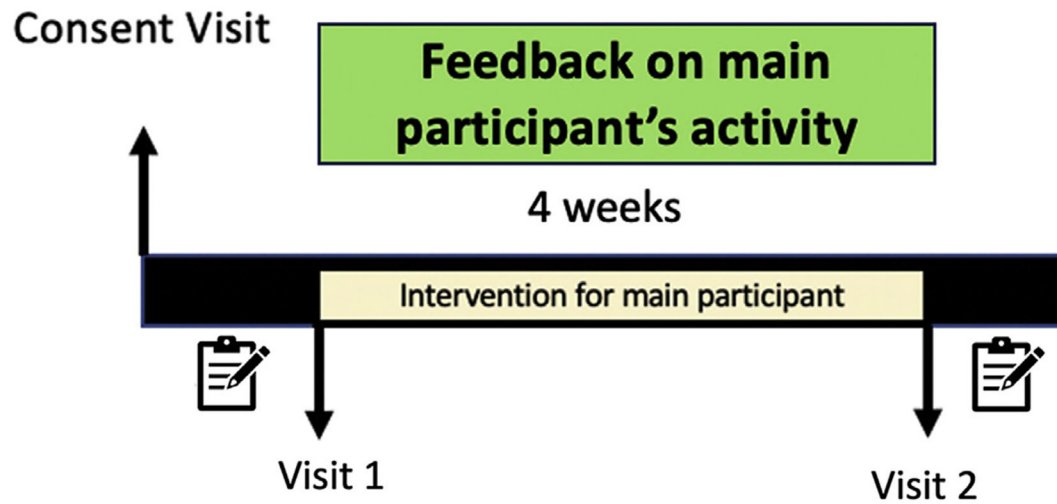 Consent Visit
Feedback on main
participant’s activity
4 weeks
Intervention for main participant
Visit 1
Visit 2